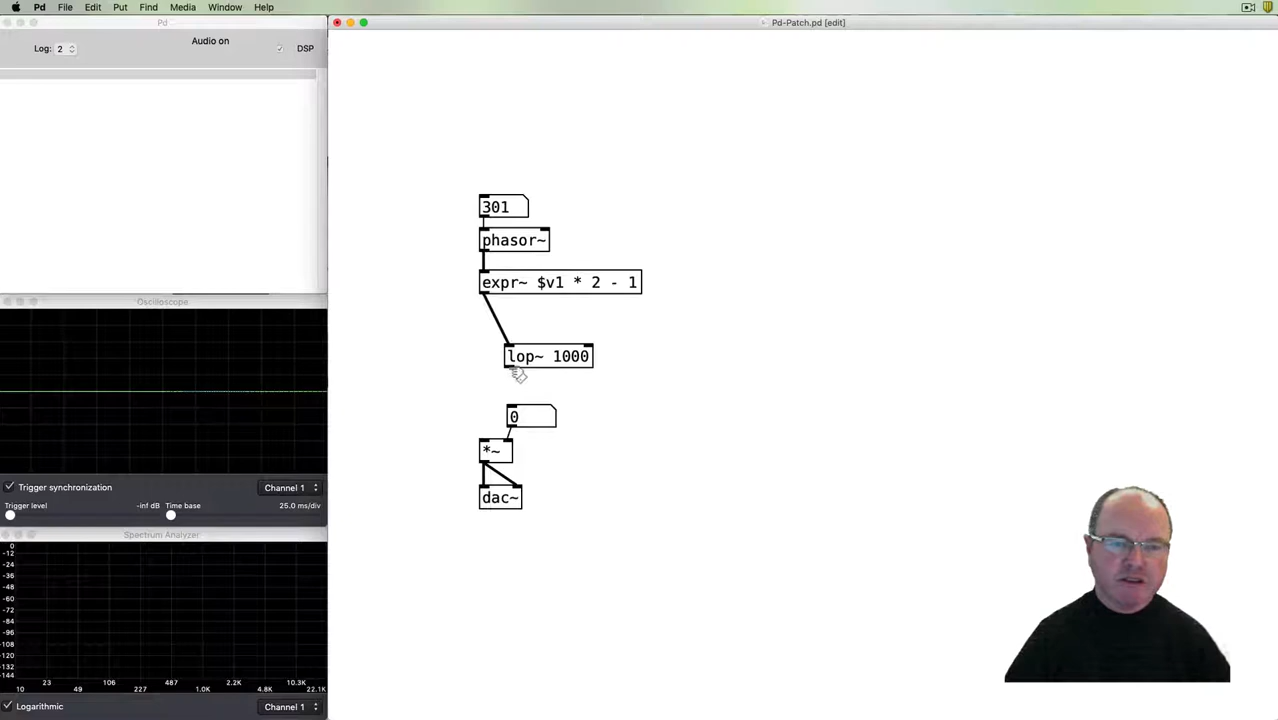 Pd File Edit Put Find Media Window Help
Pd
Pd-Patch.pd [edit]
Log: 2
Audio on
DSP
301
phasor~
expr~ $v1 * 2 - 1
lop~ 1000
0
*~
dac~
Oscilloscope
Trigger synchronization
Channel 1
Trigger level
-inf dB
Time base
25.0 ms/div
Spectrum Analyzer
0
-12
-24
-36
-48
-60
-72
-84
-96
-108
-132
-144
23 106 487 2.2K 10.3K
10 49 227 1.0K 4.8K 22.1K
Logarithmic
Channel 1